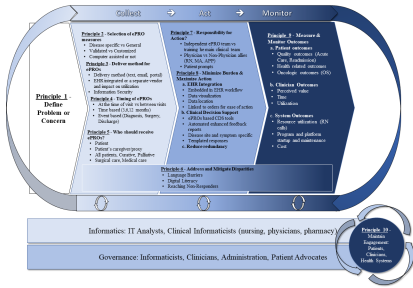 Collect → Act → Monitor
Principle 1 -
Define
Problem or
Concern
Principle 2 - Selection of ePRO
measures
• Disease specific vs General
• Validated vs Customized
• Computer assisted or not
Principle 3 - Delivery method for
ePROs:
• Delivery method (text, email, portal)
• EHR integrated or a separate vendor
and impact on utilization
• Information Security
Principle 4 - Timing of ePROs
• At the time of visit vs between visits
• Time based (3,6,12 months)
• Event based (Diagnosis, Surgery,
Discharge)
Principle 5 - Who should receive
ePROs?
• Patient
• Patient's caregiver/proxy
• All patients, Curative, Palliative
• Surgical care, Medical care
Principle 7 - Responsibility for
Action?
• Independent ePRO team vs
training the main clinical team
• Physician vs Non-Physician allies
(RN, MA, APP)
• Patient prompts
Principle 8 - Minimize Burden &
Maximize Action
a. EHR Integration
• Embedded in EHR workflow
• Data visualization
• Data location
• Linked to orders for ease of action
b. Clinical Decision Support
• ePRO based CDS tools
• Automated enhanced feedback
reports
• Disease site and symptom specific
• Templated responses
c. Reduce redundancy
Principle 6 - Address and Mitigate Disparities
• Language Barriers
• Digital Literacy
• Reaching Non-Responders
Principle 9 - Measure &
Monitor Outcomes
a. Patient outcomes
• Quality outcomes (Acute
Care, Readmission)
• Health related outcomes
• Oncologic outcomes (OS)
b. Clinician Outcomes
• Perceived value
• Time
• Utilization
c. System Outcomes
• Resource utilization (RN
calls)
• Program and platform
startup and maintenance
• Cost
Informatics: IT Analysts, Clinical Informaticists (nursing, physicians, pharmacy)
Governance: Informaticists, Clinicians, Administration, Patient Advocates
Principle 10 -
Maintain
Engagement:
Patients,
Clinicians,
Health Systems